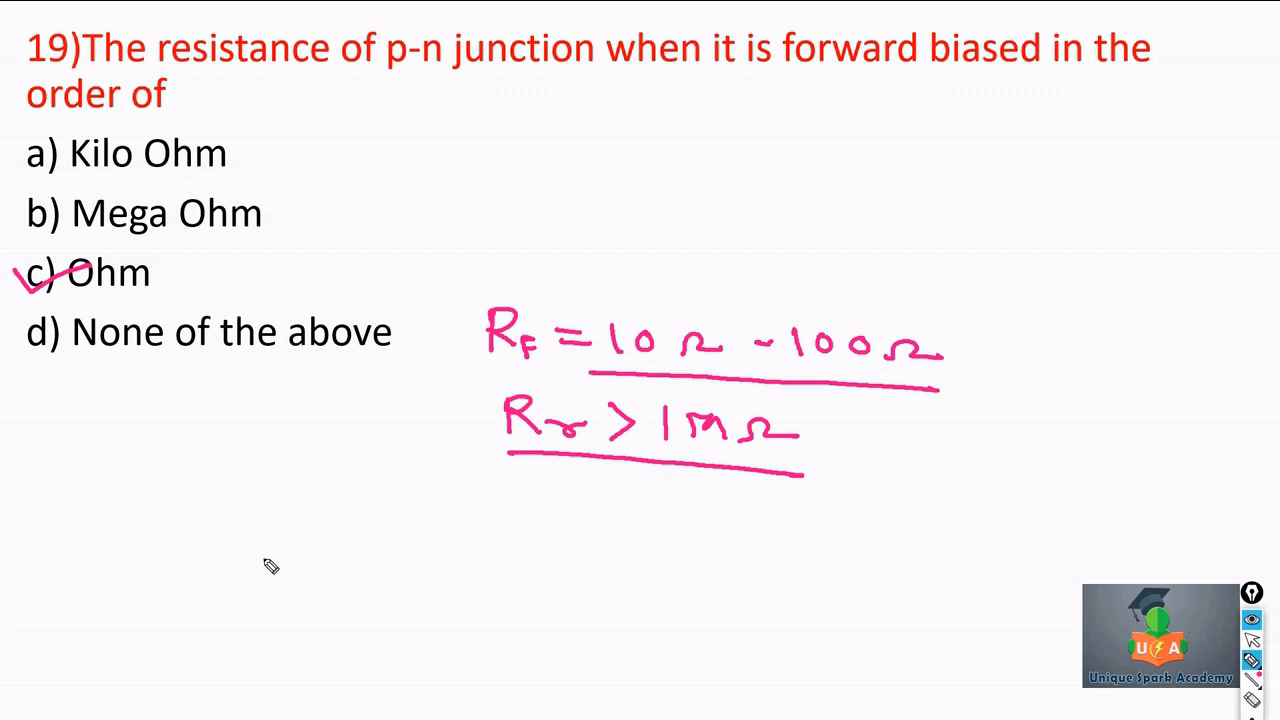 19)The resistance of p-n junction when it is forward biased in the
order of
a) Kilo Ohm
b) Mega Ohm
c) Ohm
d) None of the above
R_F = 10 Ω - 100 Ω
R_r > 1 m Ω
U A
Unique Spark Academy